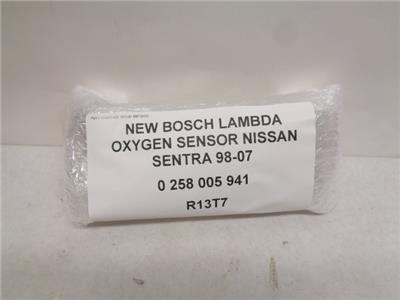 NEW BOSCH LAMBDA
OXYGEN SENSOR NISSAN
SENTRA 98-07
0 258 005 941
R13T7